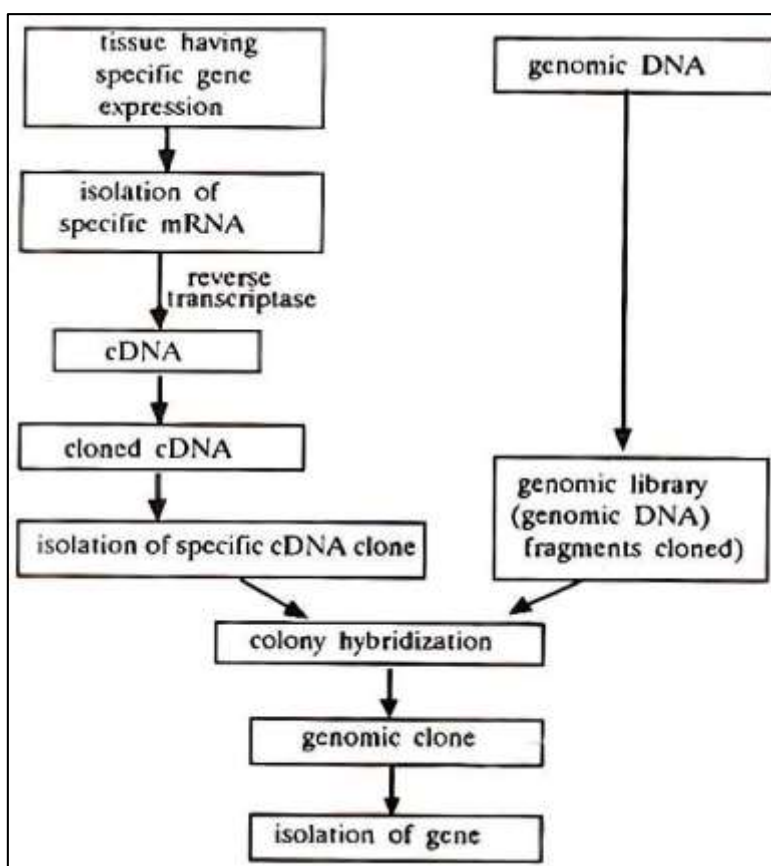 tissue having
specific gene
expression
genomic DNA
isolation of
specific mRNA
reverse
transcriptase
cDNA
cloned cDNA
isolation of specific cDNA clone
genomic library
(genomic DNA)
fragments cloned)
colony hybridization
genomic clone
isolation of gene